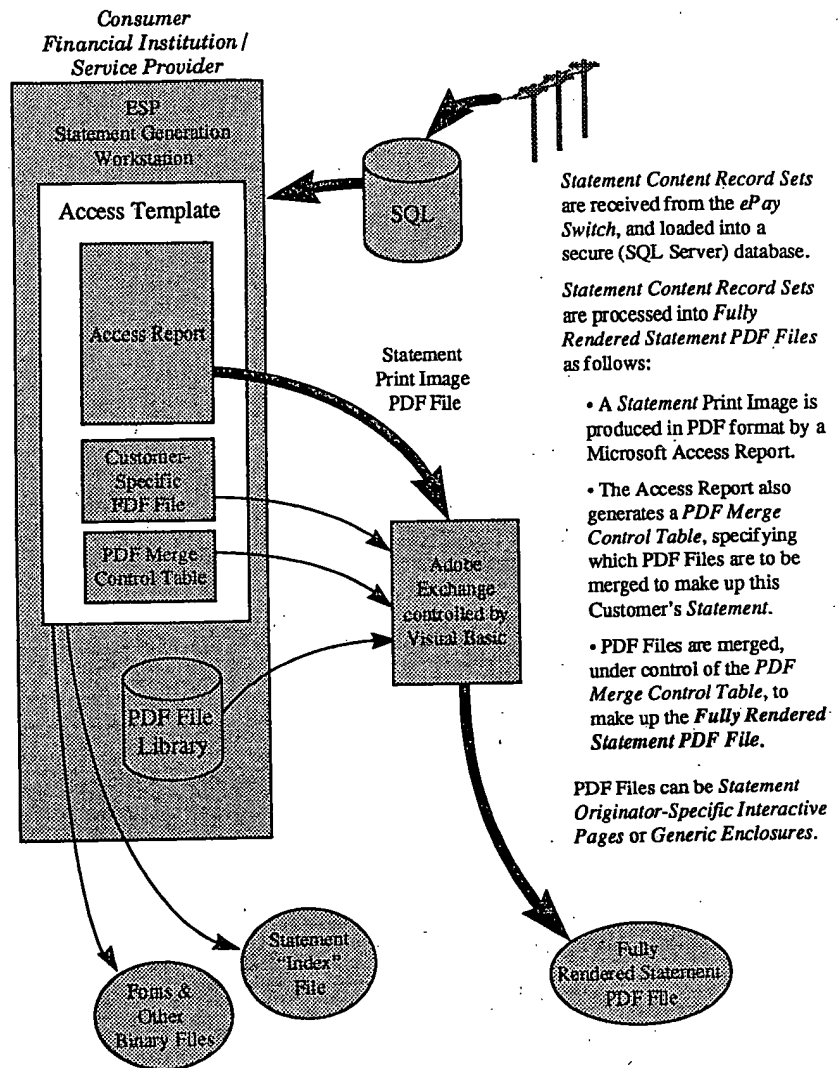 Consumer
Financial Institution /
Service Provider
ESP
Statement Generation
Workstation
Access Template
Access Report
Customer-
Specific
PDF File
PDF Merge
Control Table
PDF File
Library
SQL
Statement
Print Image
PDF File
Adobe
Exchange
controlled by
Visual Basic
Statement
"Index"
File
Fonts &
Other
Binary Files
Fully
Rendered Statement
PDF File
Statement Content Record Sets
are received from the ePay
Switch, and loaded into a
secure (SQL Server) database.
Statement Content Record Sets
are processed into Fully
Rendered Statement PDF Files
as follows:
• A Statement Print Image is
produced in PDF format by a
Microsoft Access Report.
• The Access Report also
generates a PDF Merge
Control Table, specifying
which PDF Files are to be
merged to make up this
Customer's Statement.
• PDF Files are merged,
under control of the PDF
Merge Control Table, to
make up the Fully Rendered
Statement PDF File.
PDF Files can be Statement
Originator-Specific Interactive
Pages or Generic Enclosures.